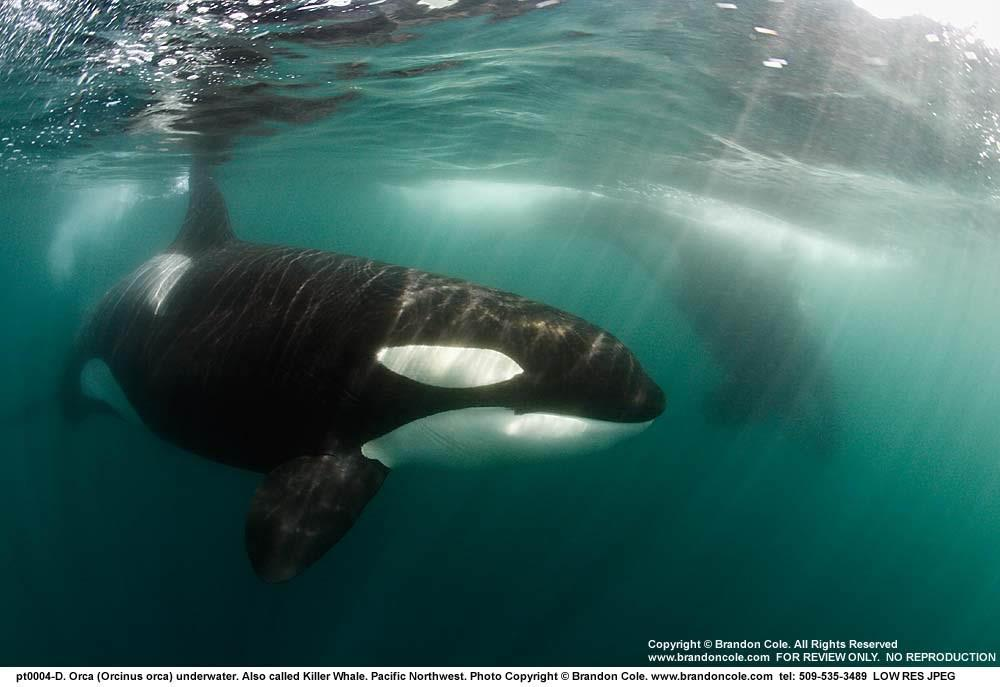 Copyright © Brandon Cole. All Rights Reserved
www.brandoncole.com FOR REVIEW ONLY. NO REPRODUCTION
pt0004-D. Orca (Orcinus orca) underwater. Also called Killer Whale. Pacific Northwest. Photo Copyright © Brandon Cole. www.brandoncole.com tel: 509-535-3489 LOW RES JPEG